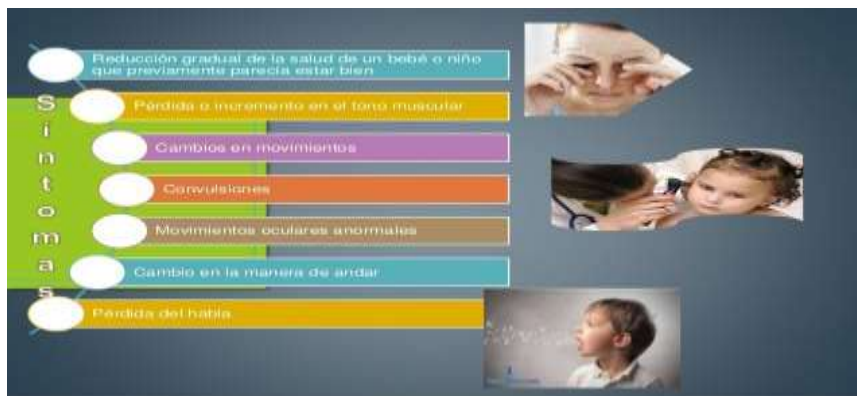 Síntomas
Reducción gradual de la salud de un bebé o niño
que previamente parecía estar bien
Pérdida o incremento en el tono muscular
Cambios en movimientos
Convulsiones
Movimientos oculares anormales
Cambio en la manera de andar
Pérdida del habla